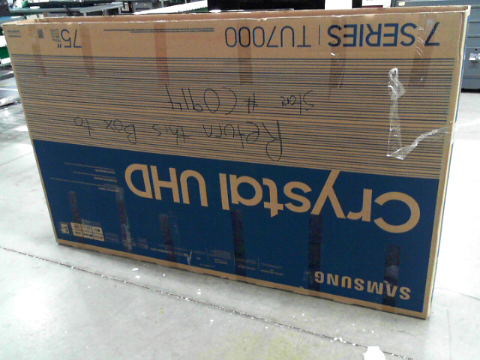 SAMSUNG
Crystal UHD
Return this Box to
Store # C0914
7 SERIES | TU7000
75"